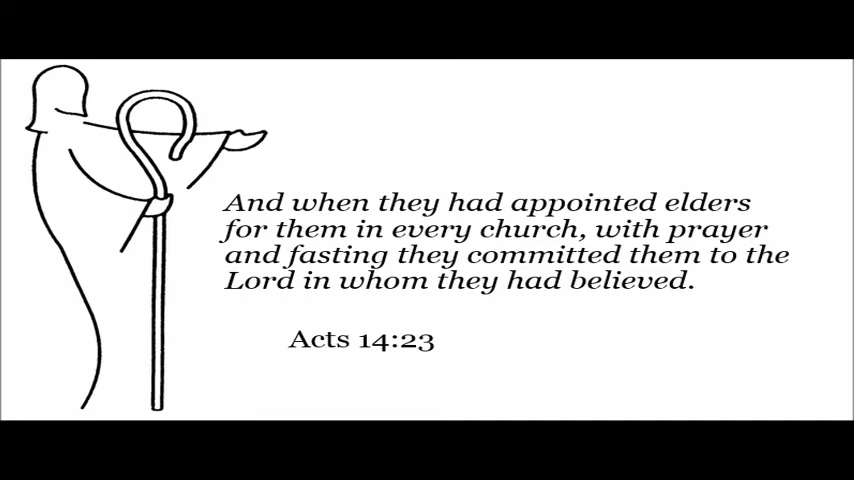 And when they had appointed elders
for them in every church, with prayer
and fasting they committed them to the
Lord in whom they had believed.
Acts 14:23